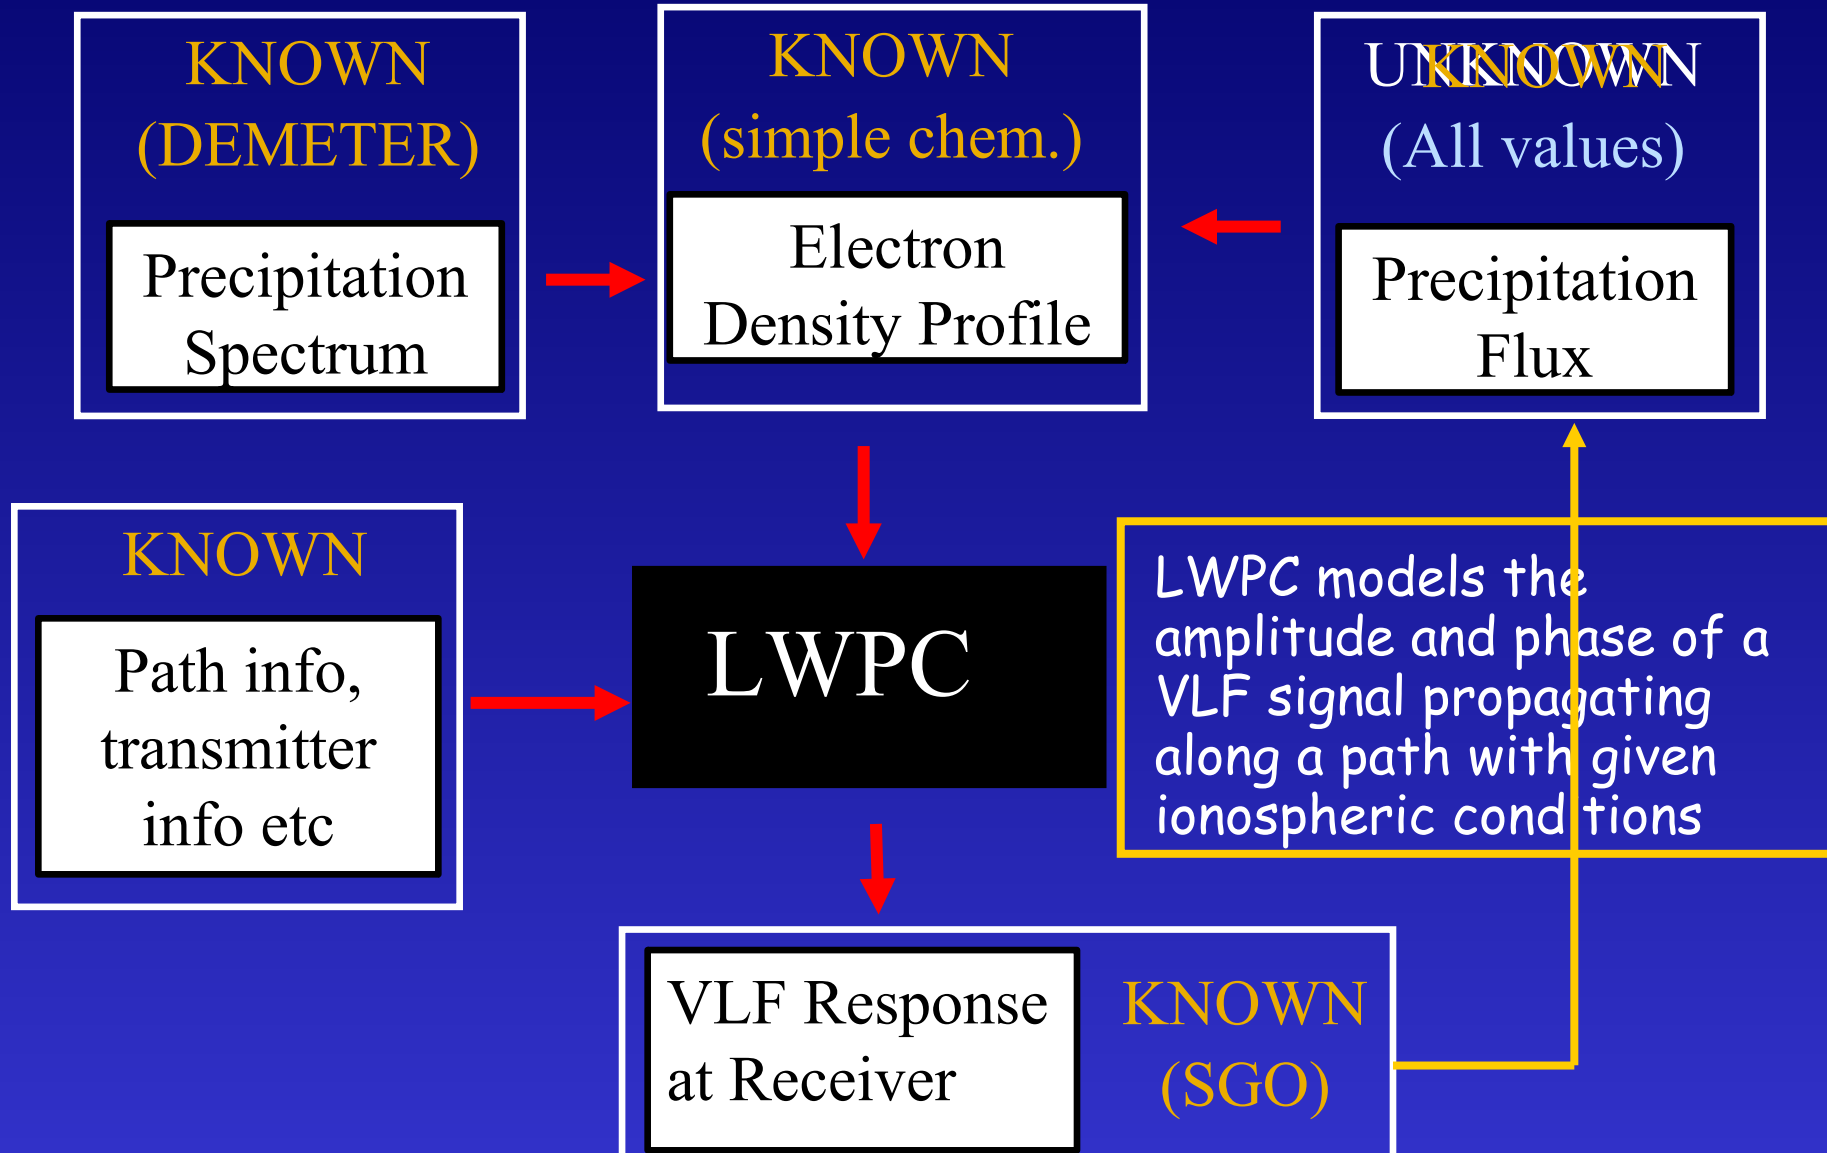 KNOWN
(DEMETER)
Precipitation
Spectrum
KNOWN
(simple chem.)
Electron
Density Profile
UNKNOWN
KNOWN
(All values)
Precipitation
Flux
KNOWN
Path info,
transmitter
info etc
LWPC
LWPC models the
amplitude and phase of a
VLF signal propagating
along a path with given
ionospheric conditions
VLF Response
at Receiver
KNOWN
(SGO)